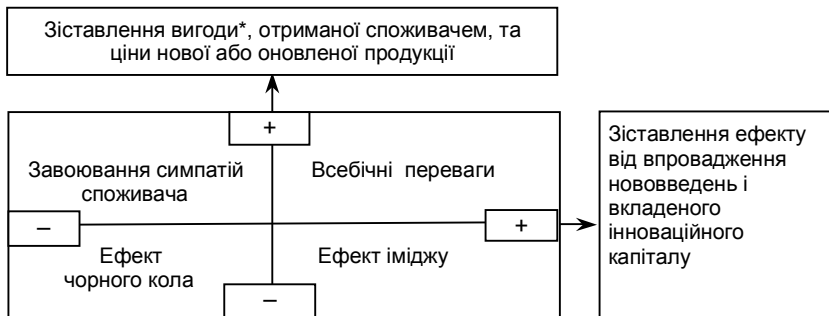 Зіставлення вигоди*, отриманої споживачем, та
ціни нової або оновленої продукції
+
Завоювання симпатій
споживача
Всебічні переваги
–
+
Ефект
чорного кола
Ефект іміджу
–
Зіставлення ефекту
від впровадження
нововведень і
вкладеного
інноваційного
капіталу